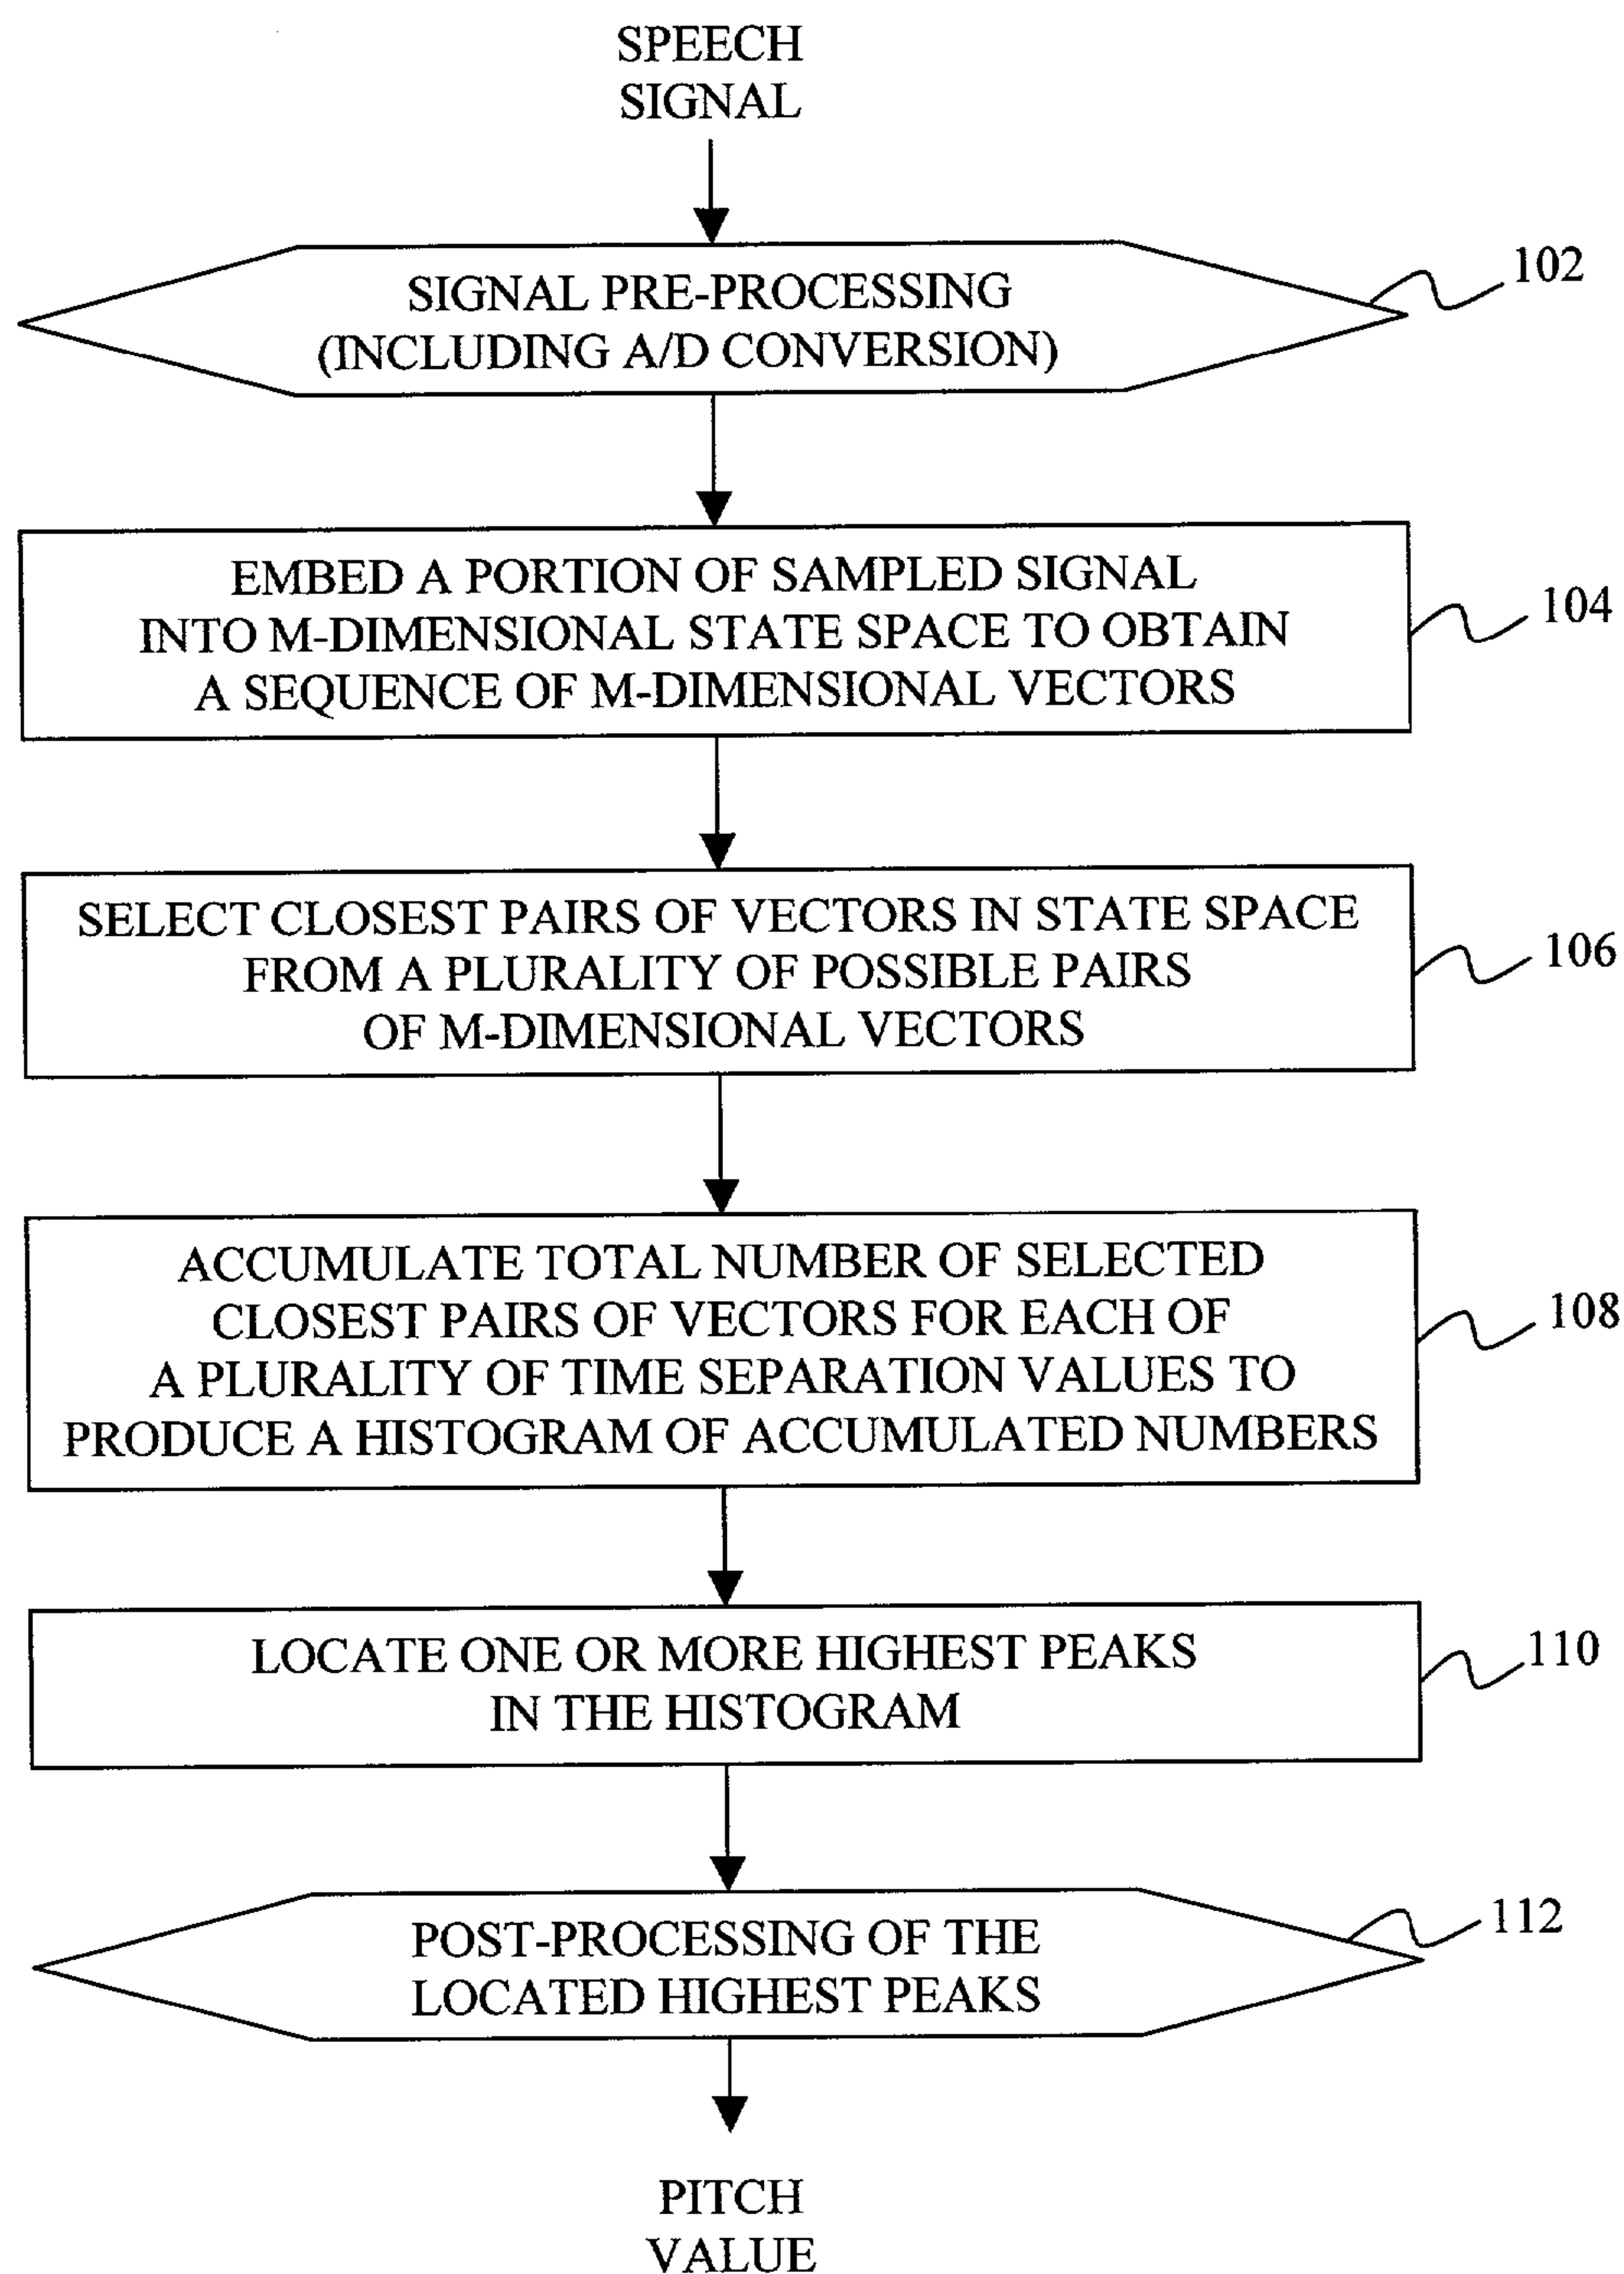 SPEECH
SIGNAL
SIGNAL PRE-PROCESSING
(INCLUDING A/D CONVERSION)
102
EMBED A PORTION OF SAMPLED SIGNAL
INTO M-DIMENSIONAL STATE SPACE TO OBTAIN
A SEQUENCE OF M-DIMENSIONAL VECTORS
104
SELECT CLOSEST PAIRS OF VECTORS IN STATE SPACE
FROM A PLURALITY OF POSSIBLE PAIRS
OF M-DIMENSIONAL VECTORS
106
ACCUMULATE TOTAL NUMBER OF SELECTED
CLOSEST PAIRS OF VECTORS FOR EACH OF
A PLURALITY OF TIME SEPARATION VALUES TO
PRODUCE A HISTOGRAM OF ACCUMULATED NUMBERS
108
LOCATE ONE OR MORE HIGHEST PEAKS
IN THE HISTOGRAM
110
POST-PROCESSING OF THE
LOCATED HIGHEST PEAKS
112
PITCH
VALUE